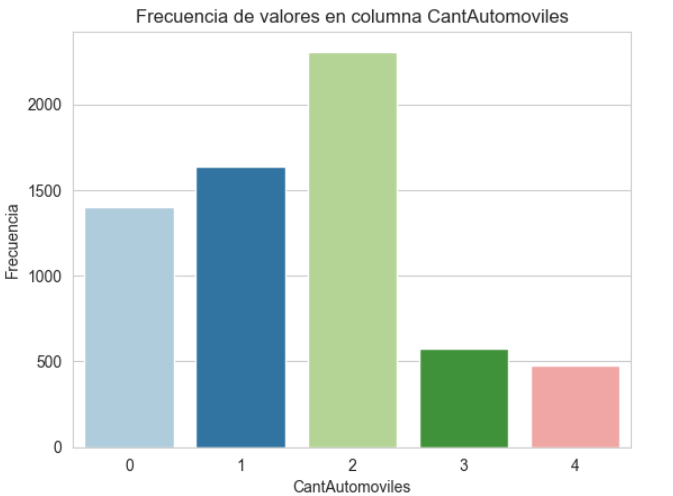 Frecuencia de valores en columna CantAutomoviles
Frecuencia
2000
1500
1000
500
0
0 1 2 3 4
CantAutomoviles